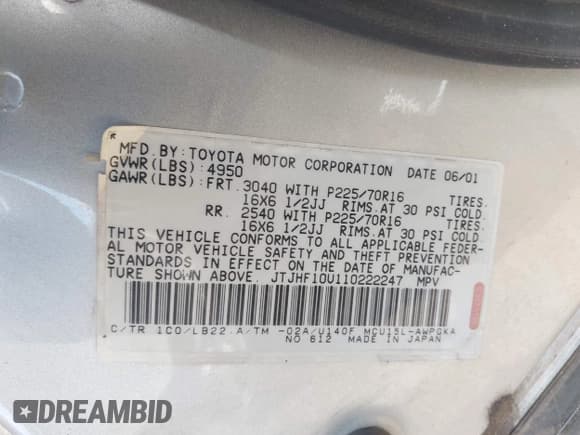 MFD.BY:TOYOTA MOTOR CORPORATION DATE 06/01
GVWR(LBS):4950
GAWR(LBS):FRT.3040 WITH P225/70R16 TIRES.
16X6 1/2JJ RIMS.AT 30 PSI COLD.
RR. 2540 WITH P225/70R16 TIRES.
16X6 1/2JJ RIMS.AT 30 PSI COLD.
THIS VEHICLE CONFORMS TO ALL APPLICABLE FEDER-
AL MOTOR VEHICLE SAFETY AND THEFT PREVENTION
STANDARDS IN EFFECT ON THE DATE OF MANUFAC-
TURE SHOWN ABOVE. JTJHF10U110222247 MPV
C/TR 1C0/LB22 A/TM -02A/U140F MCU15L-AWPGKA
NO 612 MADE IN JAPAN
DREAMBID